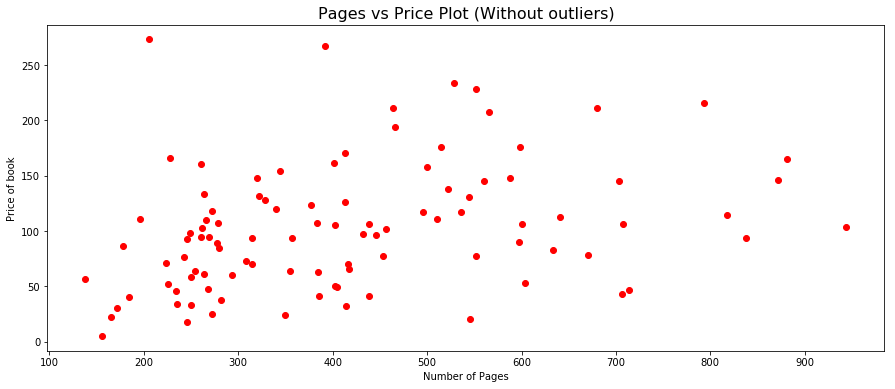 Pages vs Price Plot (Without outliers)
250
200
150
100
50
0
Price of book
100 200 300 400 500 600 700 800 900
Number of Pages